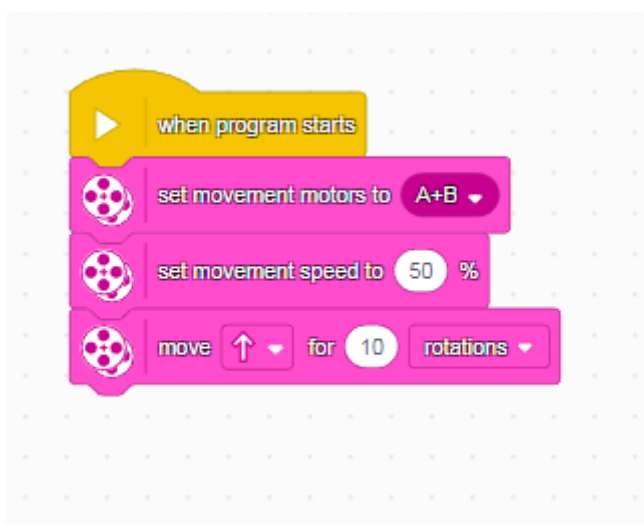 when program starts
set movement motors to A+B
set movement speed to 50 %
move ↑ for 10 rotations